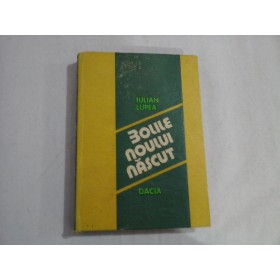 IULIAN
LUPEA
BOLILE
NOULUI
NĂSCUT
DACIA